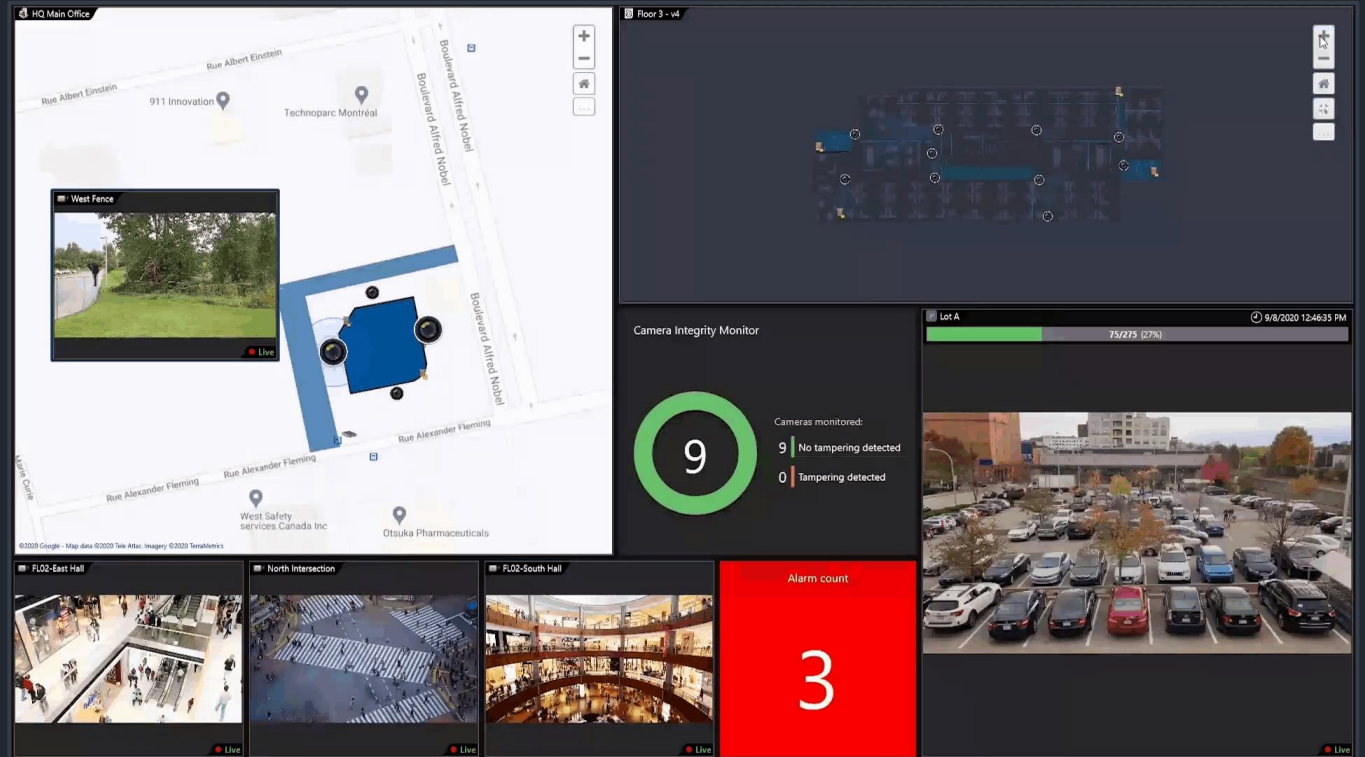 HQ Main Office
Rue Albert Einstein
Rue Albert Einstein
911 Innovation
Technoparc Montréal
Boulevard Alfred Nobel
Boulevard Alfred Nobel
West Fence
Live
Boulevard Alfred Nobel
Rue Alexander Fleming
Rue Alexander Fleming
Rue Alexander Fleming
Marie Curie
West Safety
services Canada Inc
Otsuka Pharmaceuticals
©2020 Google - Map data ©2020 Tele Atlas, Imagery ©2020 TerraMetrics
Floor 3 - v4
Camera Integrity Monitor
9
Cameras monitored:
9 No tampering detected
0 Tampering detected
Lot A
9/8/2020 12:46:35 PM
75/275 (27%)
Live
FL02-East Hall
Live
North Intersection
Live
FL02-South Hall
Live
Alarm count
3